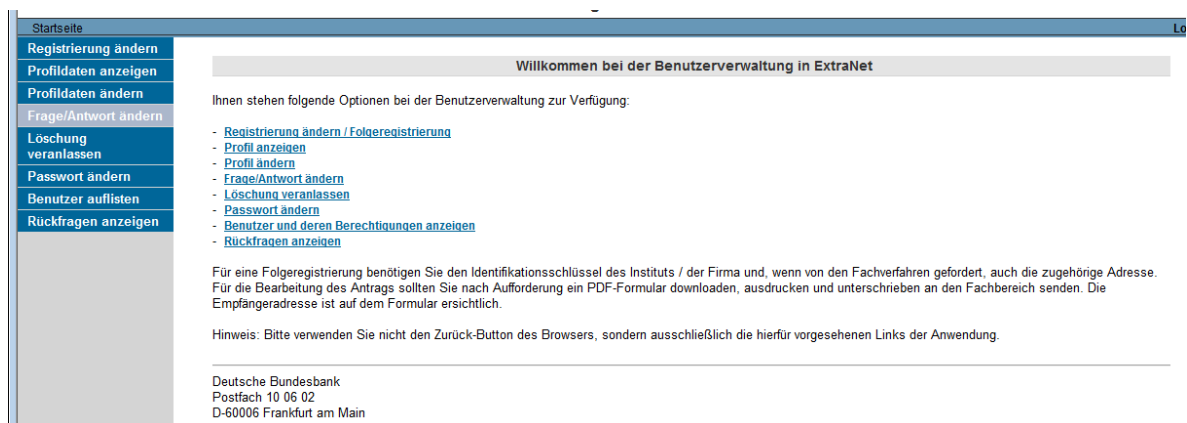 Startseite
Lo
Registrierung ändern
Profildaten anzeigen
Profildaten ändern
Frage/Antwort ändern
Löschung
veranlassen
Passwort ändern
Benutzer auflisten
Rückfragen anzeigen
Willkommen bei der Benutzerverwaltung in ExtraNet
Ihnen stehen folgende Optionen bei der Benutzerverwaltung zur Verfügung:
- Registrierung ändern / Folgeregistrierung
- Profil anzeigen
- Profil ändern
- Frage/Antwort ändern
- Löschung veranlassen
- Passwort ändern
- Benutzer und deren Berechtigungen anzeigen
- Rückfragen anzeigen
Für eine Folgeregistrierung benötigen Sie den Identifikationsschlüssel des Instituts / der Firma und, wenn von den Fachverfahren gefordert, auch die zugehörige Adresse.
Für die Bearbeitung des Antrags sollten Sie nach Aufforderung ein PDF-Formular downloaden, ausdrucken und unterschrieben an den Fachbereich senden. Die
Empfängeradresse ist auf dem Formular ersichtlich.
Hinweis: Bitte verwenden Sie nicht den Zurück-Button des Browsers, sondern ausschließlich die hierfür vorgesehenen Links der Anwendung.
Deutsche Bundesbank
Postfach 10 06 02
D-60006 Frankfurt am Main